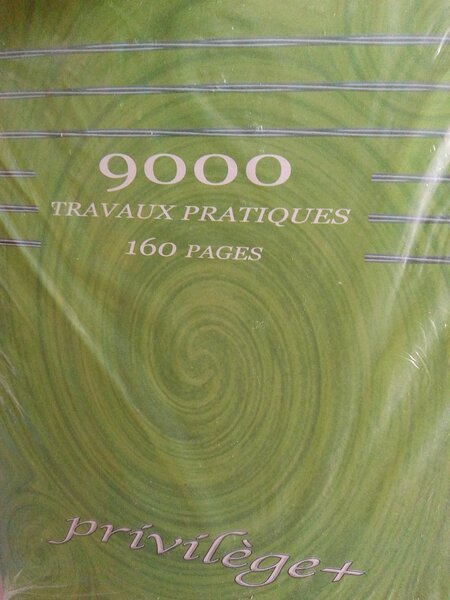 9000
TRAVAUX PRATIQUES
160 PAGES
privilège+